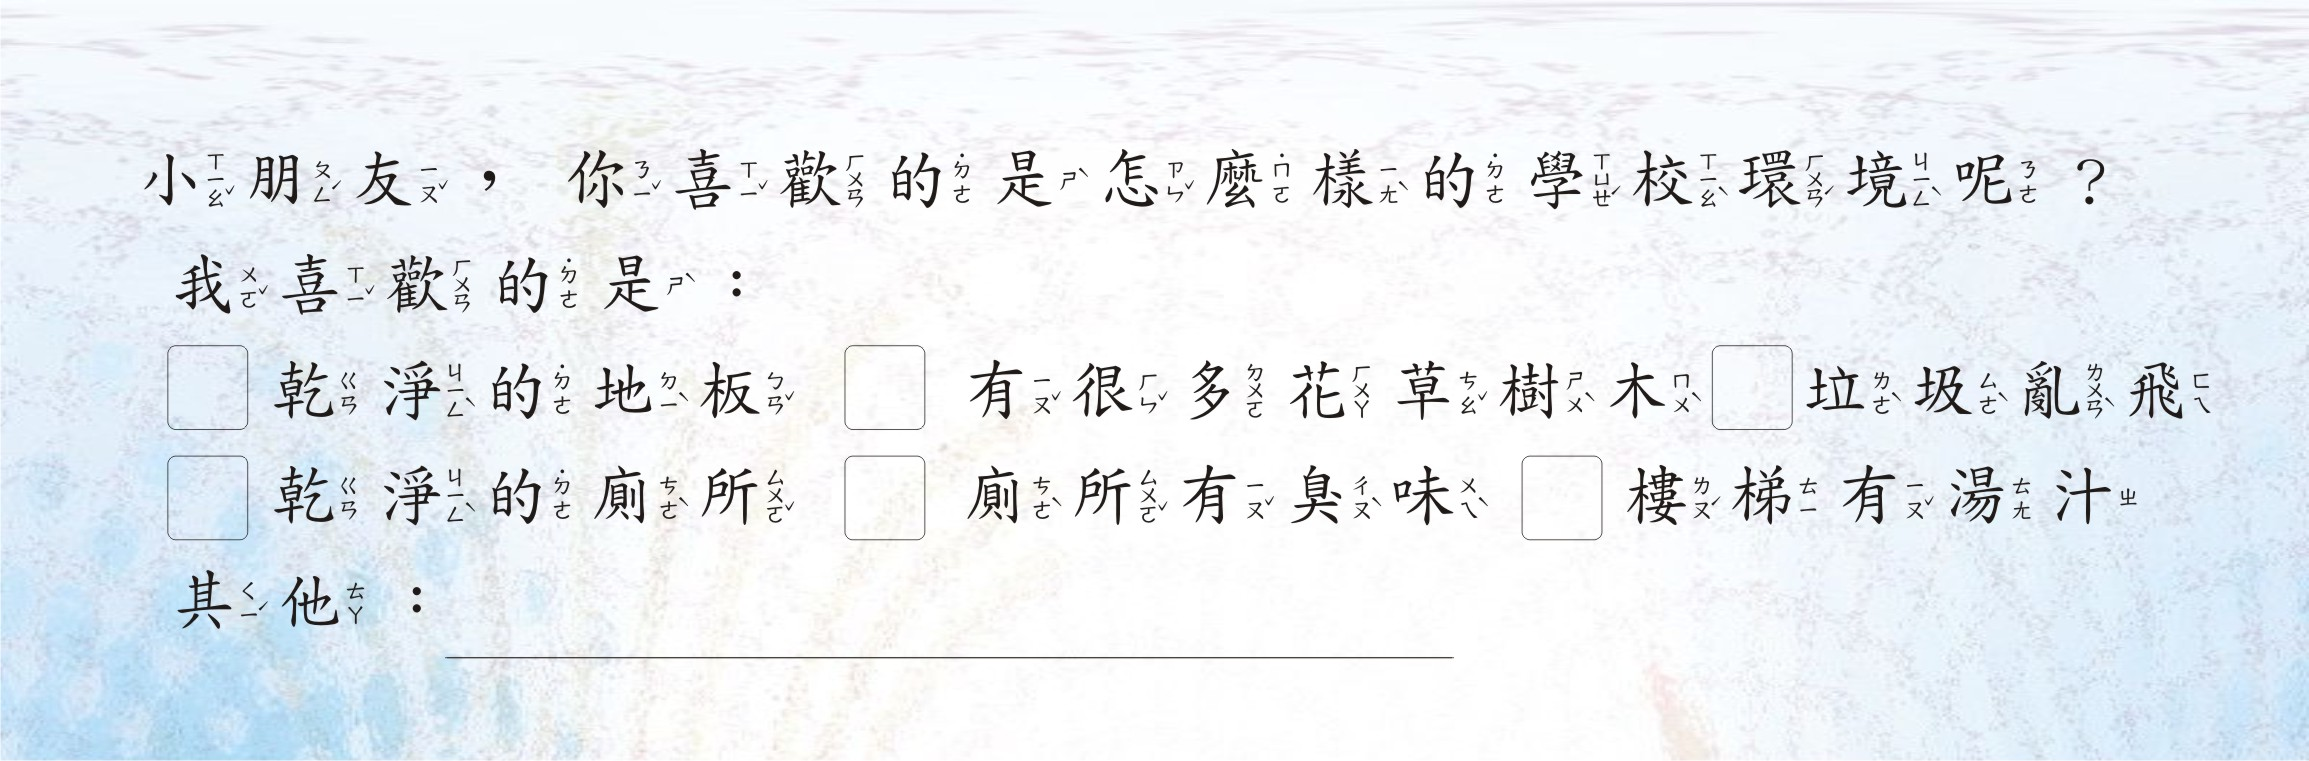 小朋友，你喜歡的是怎麼樣的學校環境呢？
我喜歡的是：
□乾淨的地板 □有很多花草樹木 □垃圾亂飛
□乾淨的廁所 □廁所有臭味 □樓梯有湯汁
其他：